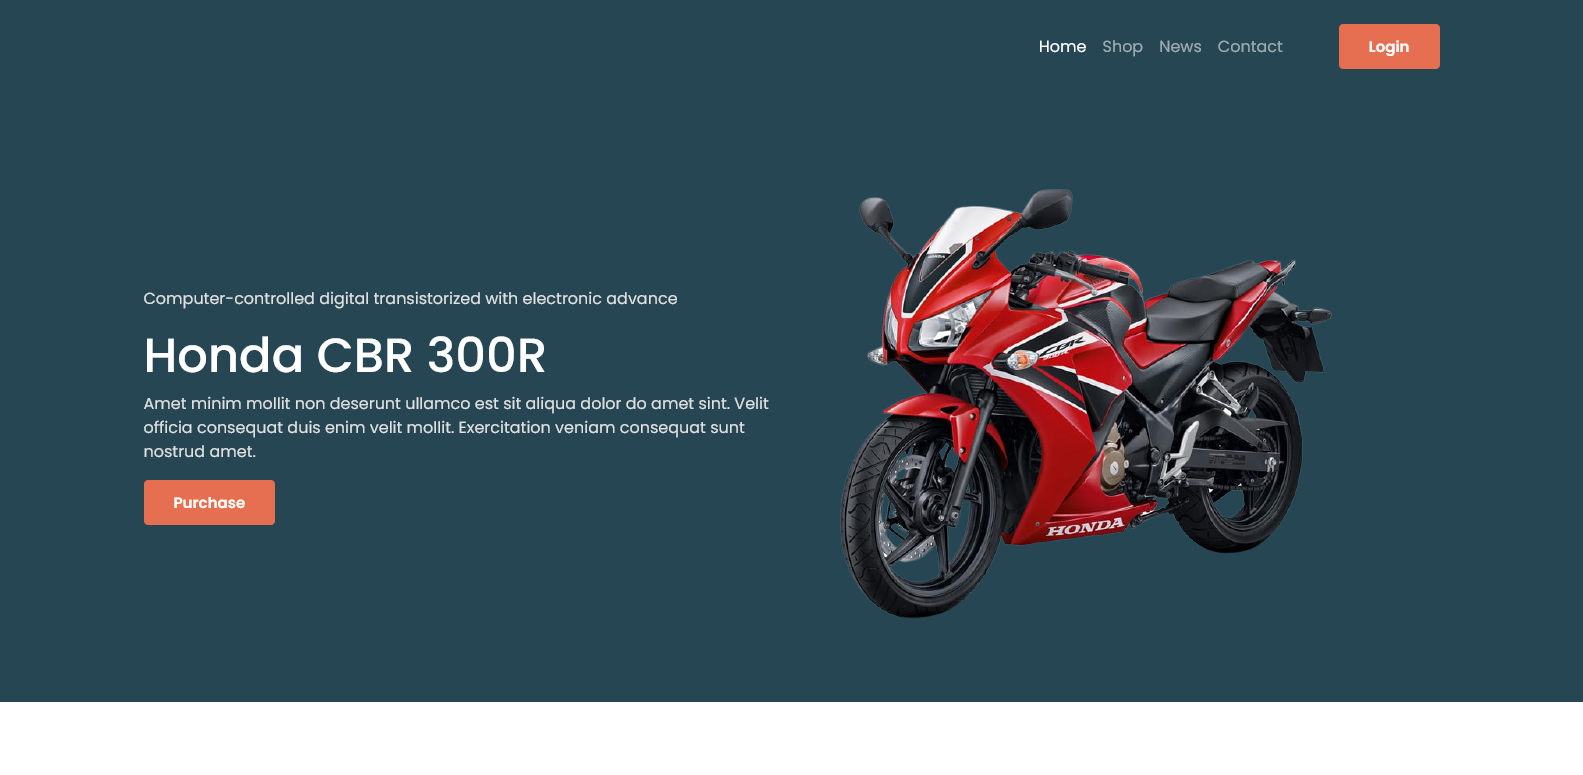 Home Shop News Contact Login
Computer-controlled digital transistorized with electronic advance
Honda CBR 300R
Amet minim mollit non deserunt ullamco est sit aliqua dolor do amet sint. Velit
officia consequat duis enim velit mollit. Exercitation veniam consequat sunt
nostrud amet.
Purchase
HONDA
CBR
300R
HONDA